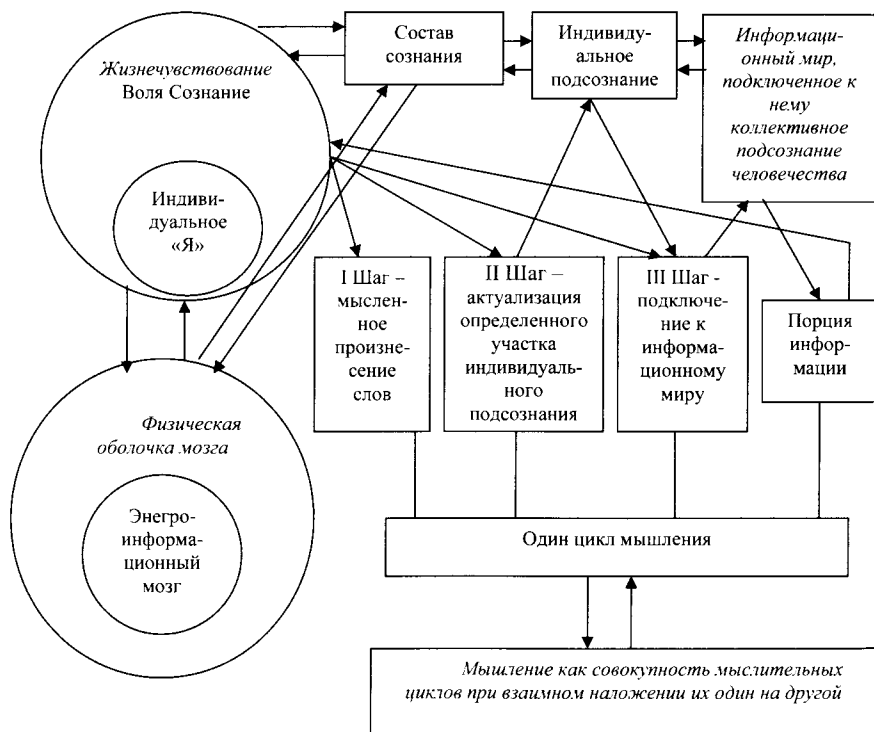 Жизнечувствование
Воля Сознание
Индиви-
дуальное
«Я»
Состав
сознания
Индивиду-
альное
подсознание
Информаци-
онный мир,
подключенное к
нему
коллективное
подсознание
человечества
I Шаг –
мыслен-
ное
произне-
сение
слов
II Шаг –
актуализация
определенного
участка
индивидуаль-
ного
подсознания
III Шаг -
подключе-
ние к
информа-
ционному
миру
Порция
инфор-
мации
Физическая
оболочка мозга
Энегро-
информа-
ционный
мозг
Один цикл мышления
Мышление как совокупность мыслительных
циклов при взаимном наложении их один на другой